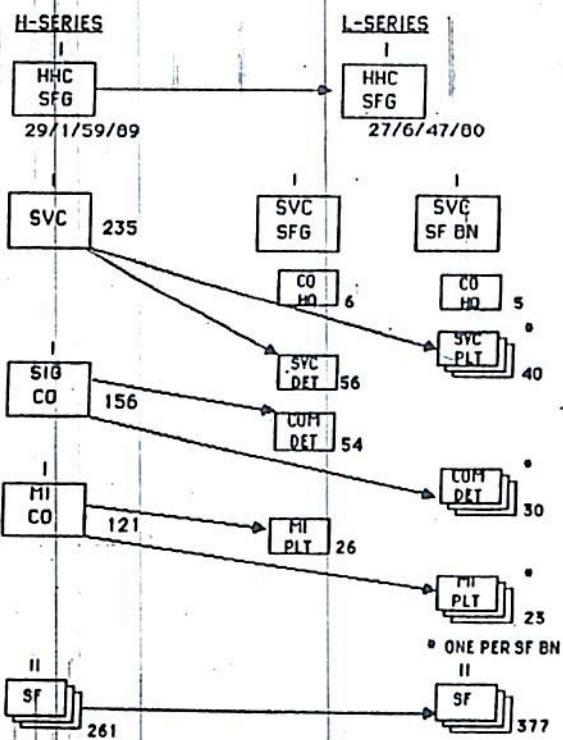 H-SERIES
L-SERIES
I
HHC
SFG
29/1/59/89
I
HHC
SFG
27/6/47/80
I
SVC
235
I
SVC
SFG
I
SVC
SF BN
CO
HQ
6
CO
HQ
5
SVC
DET
56
*
SVC
PLT
40
I
SIG
CO
156
COM
DET
54
*
COM
DET
30
I
MI
CO
121
MI
PLT
26
*
MI
PLT
23
* ONE PER SF BN
II
SF
261
II
SF
377